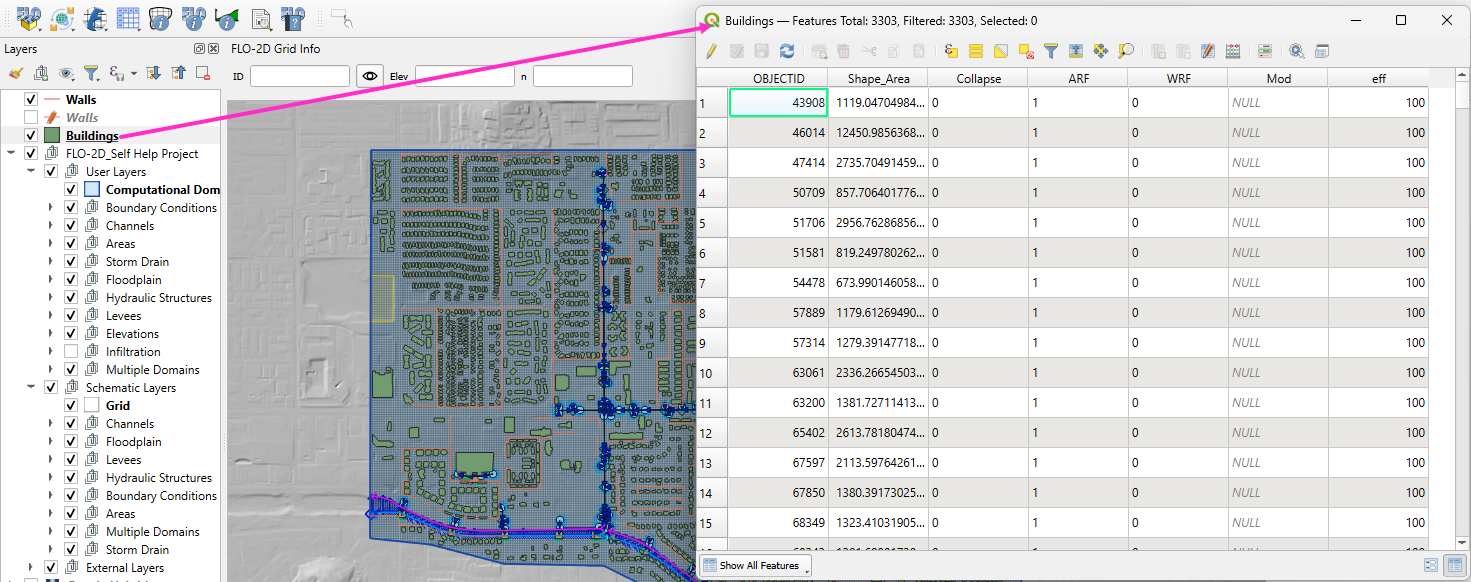 Buildings — Features Total: 3303, Filtered: 3303, Selected: 0
Layers
FLO-2D Grid Info
ID
Elev
n
Walls
Walls
Buildings
FLO-2D_Self Help Project
User Layers
Computational Dom
Boundary Conditions
Channels
Areas
Storm Drain
Floodplain
Hydraulic Structures
Levees
Elevations
Infiltration
Multiple Domains
Schematic Layers
Grid
Channels
Floodplain
Levees
Hydraulic Structures
Boundary Conditions
Areas
Multiple Domains
Storm Drain
External Layers
OBJECTID Shape_Area Collapse ARF WRF Mod eff
1 43908 1119.04704984... 0 1 0 NULL 100
2 46014 12450.9856368... 0 1 0 NULL 100
3 47414 2735.70491459... 0 1 0 NULL 100
4 50709 857.706401776... 0 1 0 NULL 100
5 51706 2956.76286856... 0 1 0 NULL 100
6 51581 819.249780262... 0 1 0 NULL 100
7 54478 673.990146058... 0 1 0 NULL 100
8 57889 1179.61269490... 0 1 0 NULL 100
9 57314 1279.39147718... 0 1 0 NULL 100
10 63061 2336.26654503... 0 1 0 NULL 100
11 63200 1381.72711413... 0 1 0 NULL 100
12 65402 2613.78180474... 0 1 0 NULL 100
13 67597 2113.59764261... 0 1 0 NULL 100
14 67850 1380.39173025... 0 1 0 NULL 100
15 68349 1323.41031905... 0 1 0 NULL 100
Show All Features